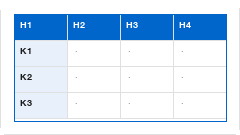 H1 H2 H3 H4
K1 - - -
K2 - - -
K3 - - -